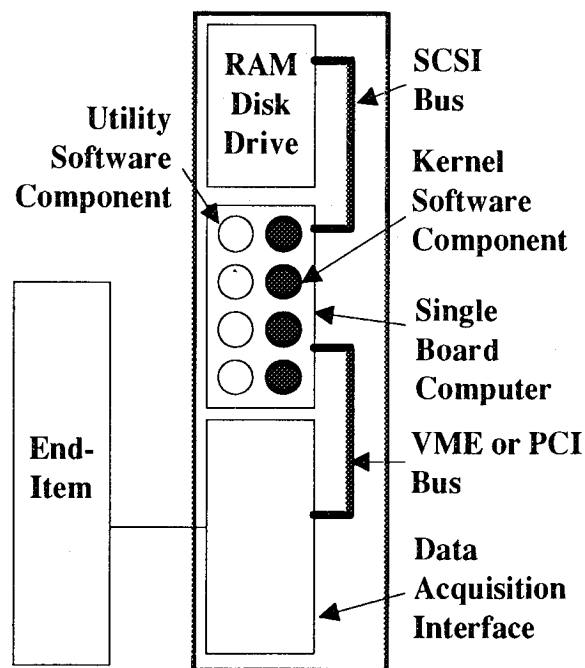 RAM
Disk
Drive
SCSI
Bus
Utility
Software
Component
Kernel
Software
Component
Single
Board
Computer
End-
Item
VME or PCI
Bus
Data
Acquisition
Interface